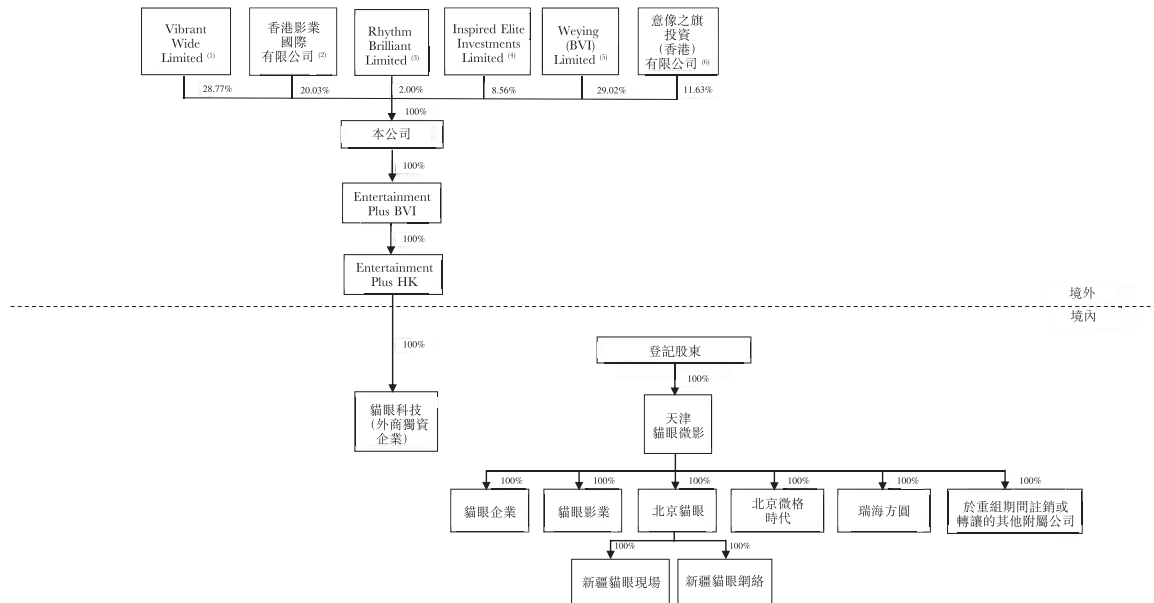 Vibrant
Wide
Limited (1)
香港影業
國際
有限公司 (2)
Rhythm
Brilliant
Limited (3)
Inspired Elite
Investments
Limited (4)
Weying
(BVI)
Limited (5)
意像之旗
投資
(香港)
有限公司 (6)
28.77%
20.03%
2.00%
8.56%
29.02%
11.63%
100%
本公司
100%
Entertainment
Plus BVI
100%
Entertainment
Plus HK
境外
境內
100%
登記股東
100%
貓眼科技
(外商獨資
企業)
天津
貓眼微影
100%
100%
100%
100%
100%
100%
貓眼企業
貓眼影業
北京貓眼
北京微格
時代
瑞海方圓
於重組期間註銷或
轉讓的其他附屬公司
100%
100%
新疆貓眼現場
新疆貓眼網絡